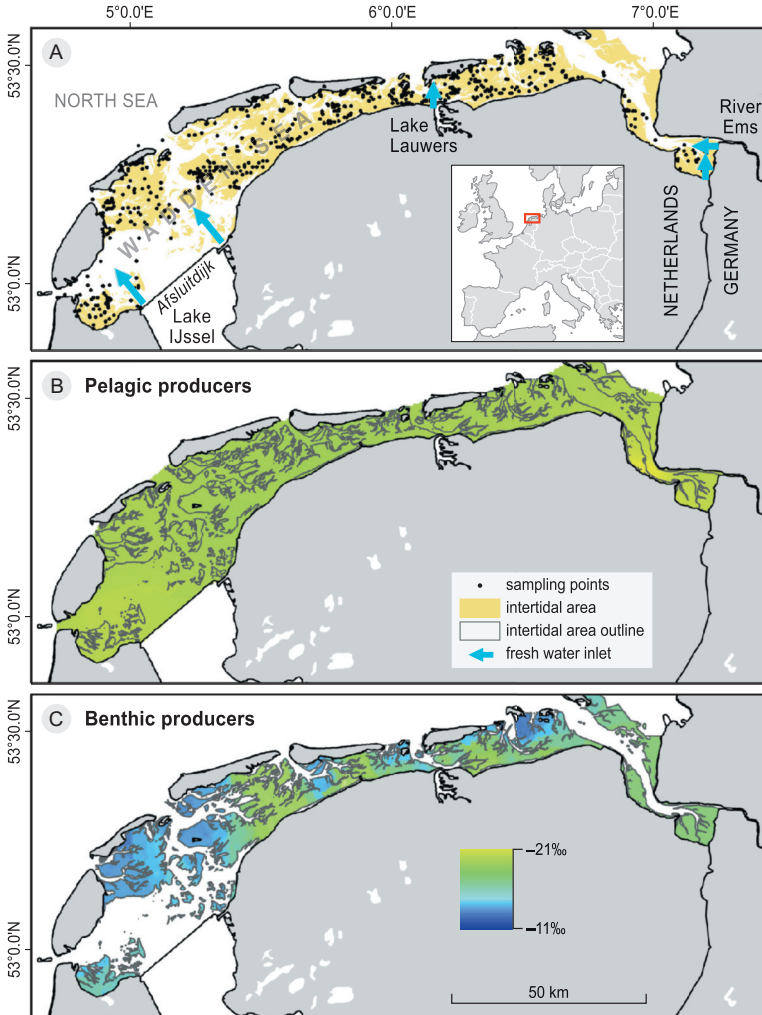 5°0.0'E 6°0.0'E 7°0.0'E
A
53°30.0'N
NORTH SEA
WADDEN SEA
Lake
Lauwers
River
Ems
NETHERLANDS
GERMANY
53°0.0'N
Afsluitdijk
Lake
IJssel
B Pelagic producers
53°30.0'N
53°0.0'N
sampling points
intertidal area
intertidal area outline
fresh water inlet
C Benthic producers
53°30.0'N
53°0.0'N
–21‰
–11‰
50 km